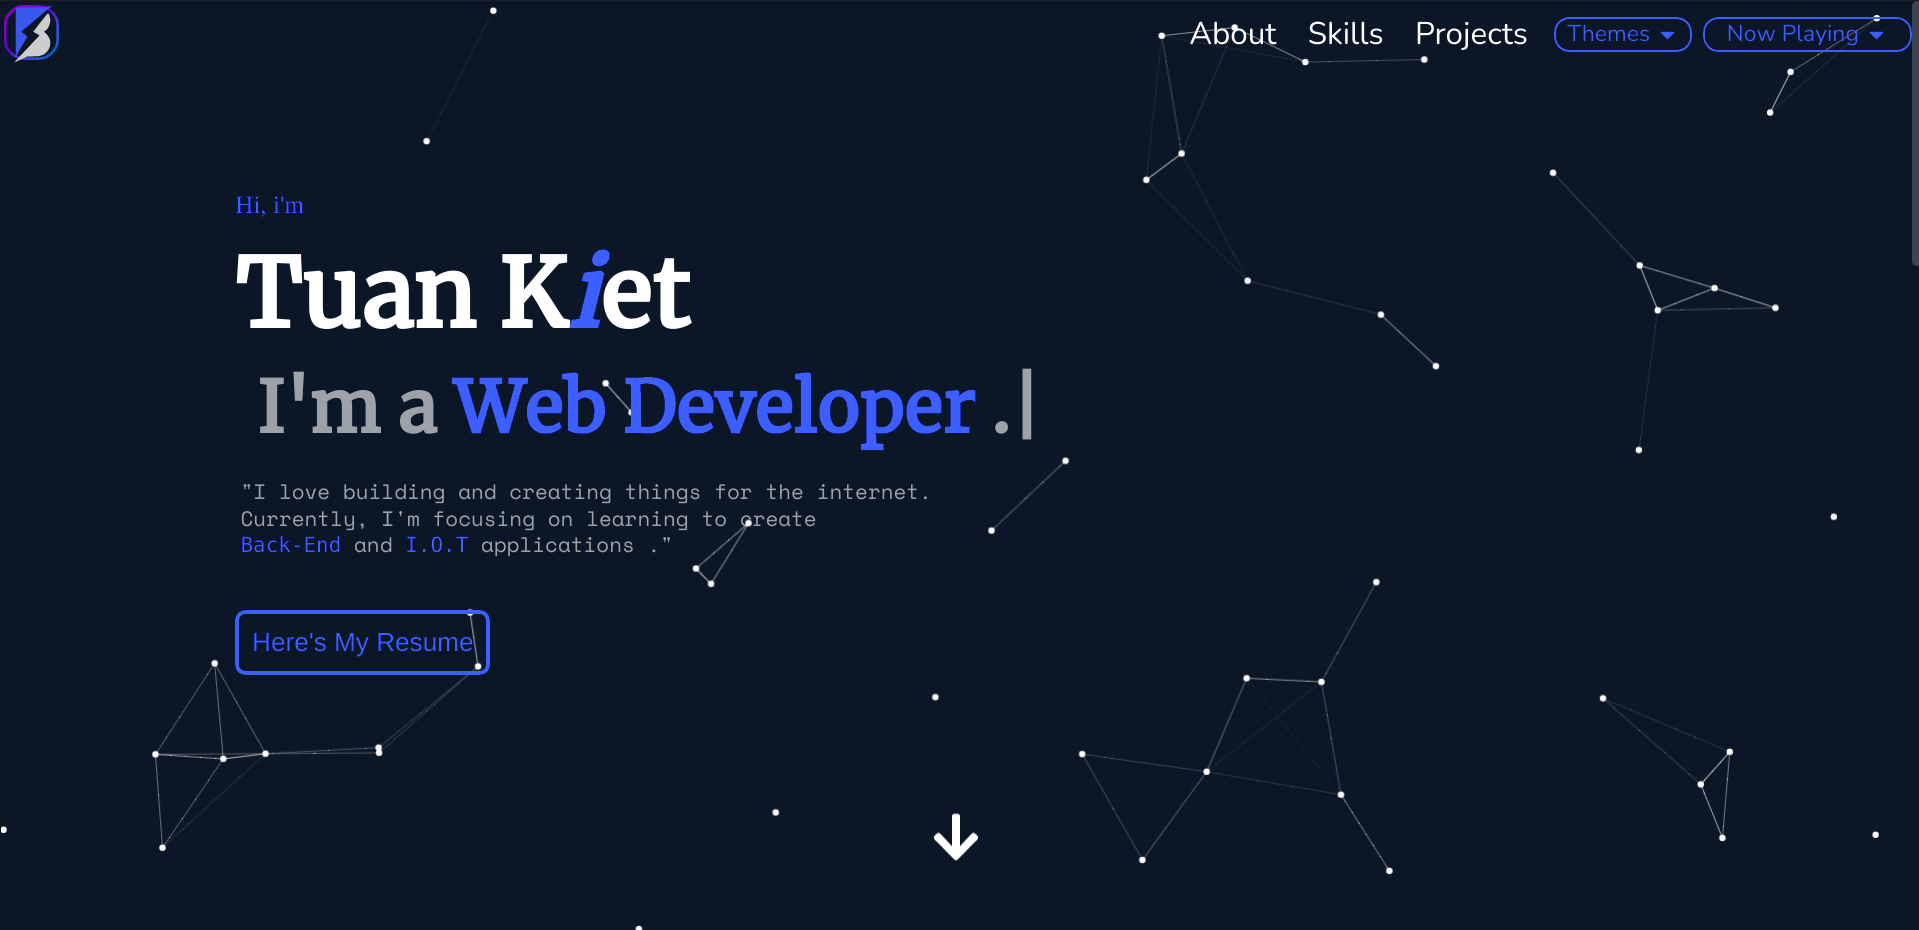 About Skills Projects Themes Now Playing
Hi, i'm
Tuan Kiet
I'm a Web Developer .|
"I love building and creating things for the internet.
Currently, I'm focusing on learning to create
Back-End and I.O.T applications ."
Here's My Resume